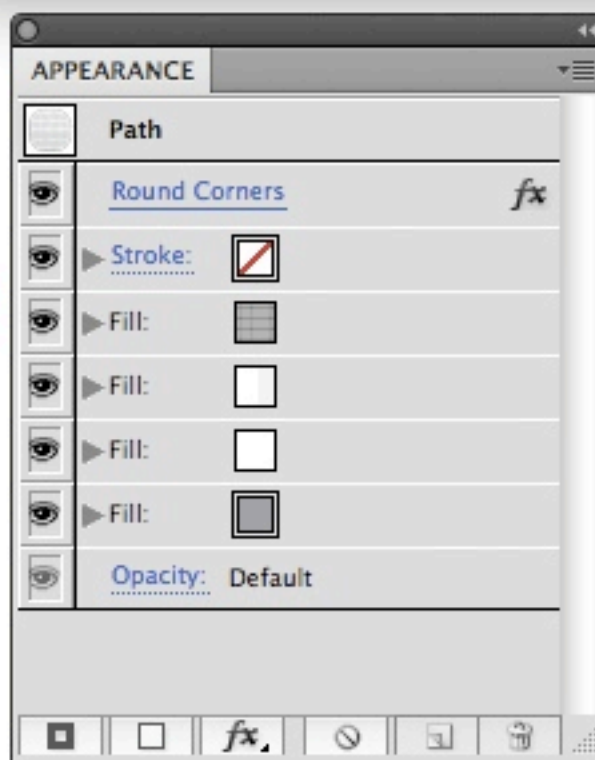 APPEARANCE
Path
Round Corners fx
Stroke:
Fill:
Fill:
Fill:
Fill:
Opacity: Default
fx